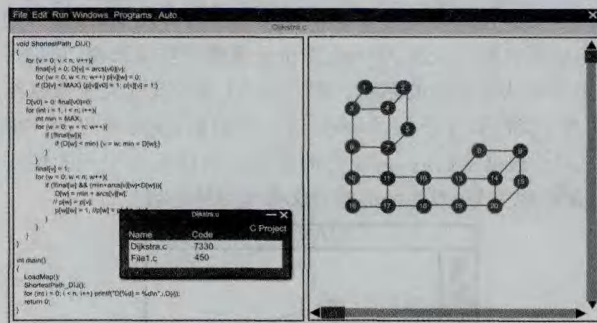 File Edit Run Windows Programs Auto
Dijkstra.c
void ShortestPath_DIJ()
{
for (v = 0; v < n; v++){
final[v] = 0; D[v] = arcs[v0][v];
for (w = 0; w < n; w++) p[v][w] = 0;
if (D[v] < MAX) {p[v][v0] = 1; p[v][v] = 1;}
}
D[v0] = 0; final[v0]=0;
for (int i = 1; i < n; i++){
int min = MAX;
for (w = 0; w < n; w++)
if (!final[w]){
if (D[w] < min) {v = w; min = D[w];}
}
}
final[v] = 1;
for (w = 0; w < n; w++)
if (!final[w] && (min+arcs[v][w]<D[w])){
D[w] = min + arcs[v][w];
// p[w] = p[v];
p[w][w] = 1; //p[w] =
}
}
}
}
int main()
{
LoadMap();
ShortestPath_DIJ();
for (int i = 0; i < n; i++) printf("D[%d] = %d\n",i,D[i]);
return 0;
}
Dijkstra.c
C Project
Name Code
Dijkstra.c 7330
File1.c 450
1 2
3 4
5
6 7
8 9
10 11 12 13 14 15
16 17 18 19 20